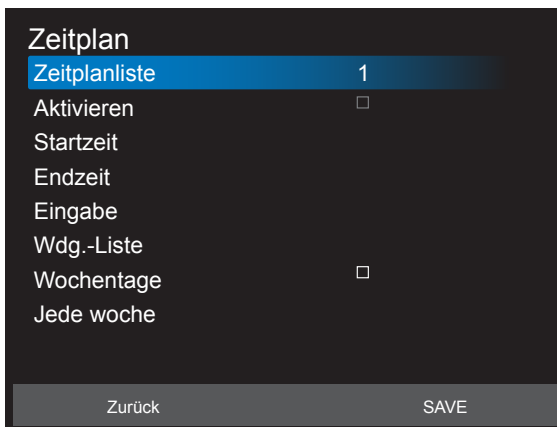 Zeitplan
Zeitplanliste 1
Aktivieren
Startzeit
Endzeit
Eingabe
Wdg.-Liste
Wochentage
Jede woche
Zurück SAVE